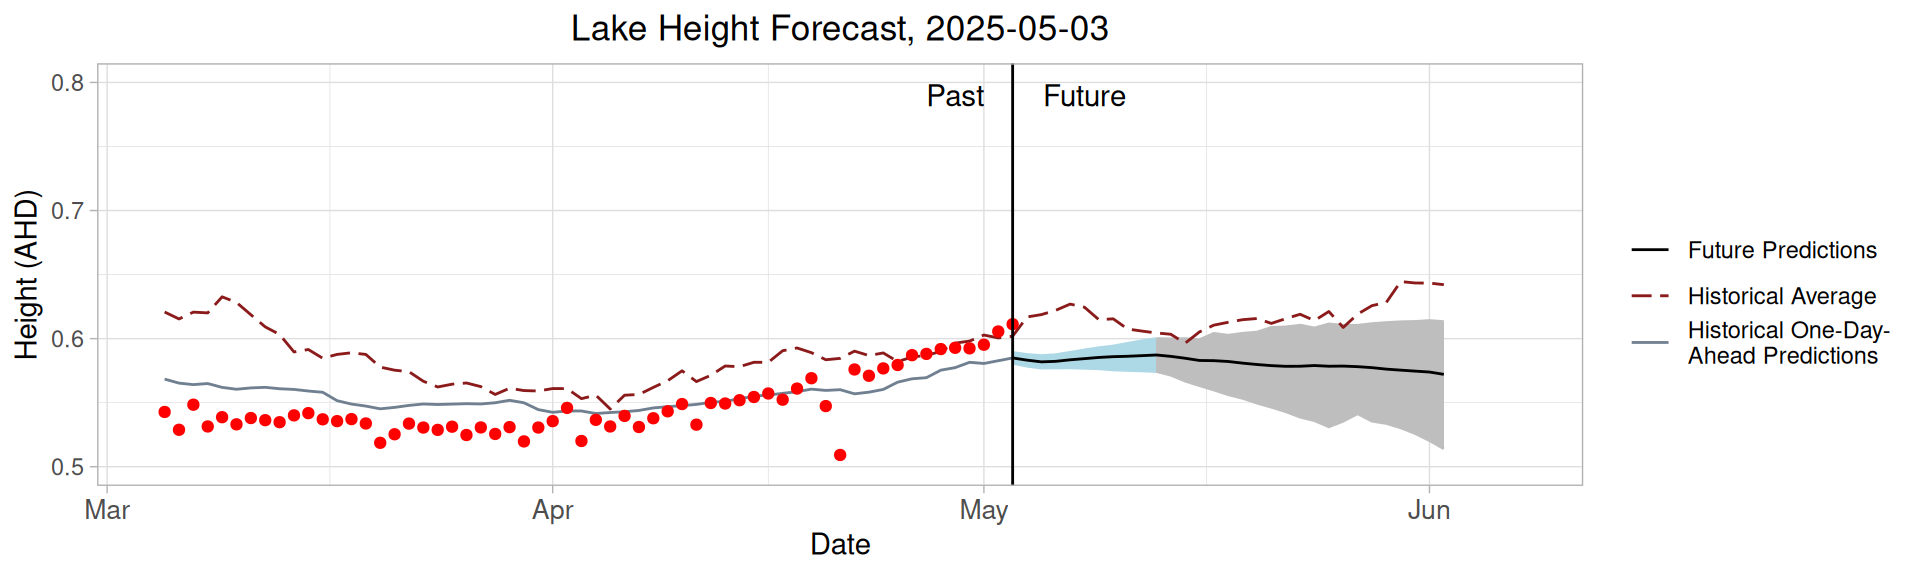 Lake Height Forecast, 2025-05-03
Past
Future
0.8
0.7
0.6
0.5
Height (AHD)
Mar
Apr
May
Jun
Date
Future Predictions
Historical Average
Historical One-Day-
Ahead Predictions